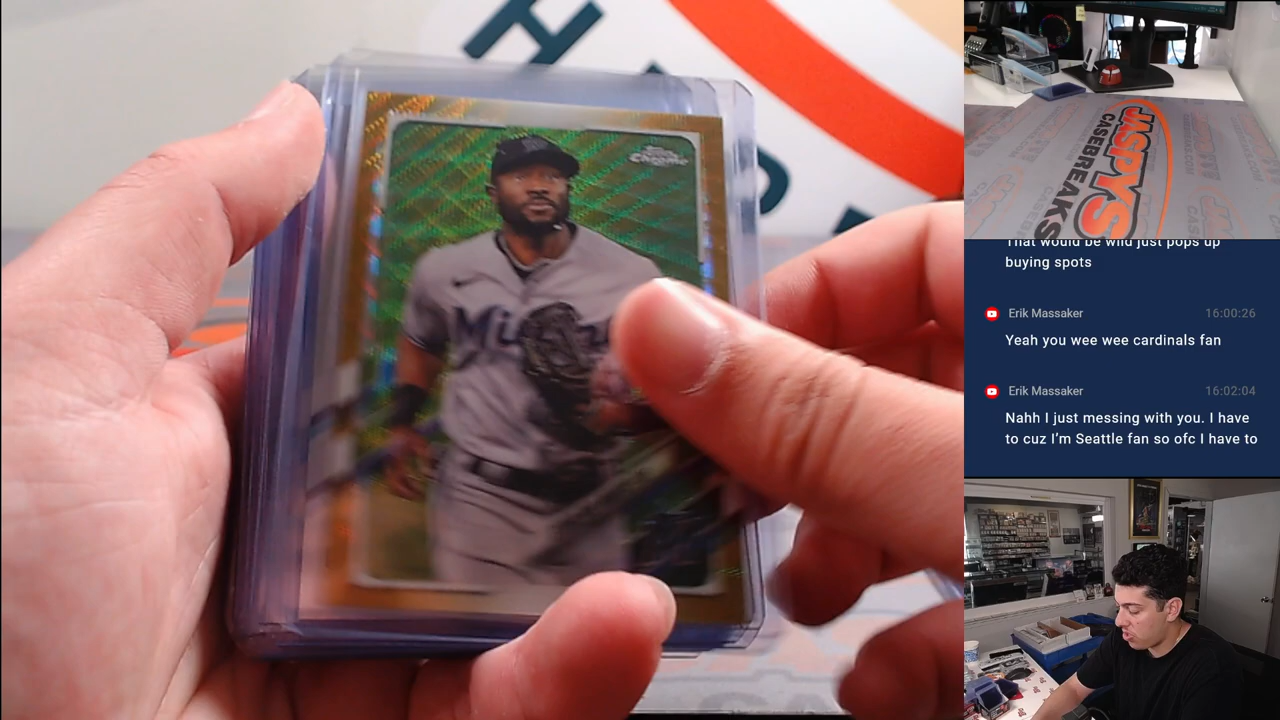 H
Topps
Chrome
Mi
JASPYS
CASEBREAKS
That would be wild just pops up
buying spots
Erik Massaker
16:00:26
Yeah you wee wee cardinals fan
Erik Massaker
16:02:04
Nahh I just messing with you. I have
to cuz I'm Seattle fan so ofc I have to